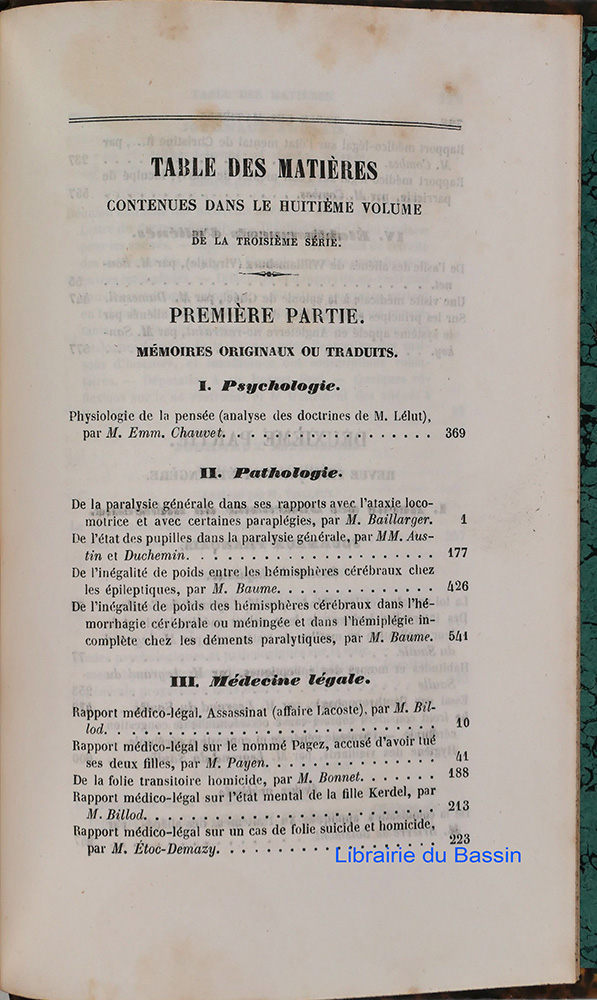 TABLE DES MATIÈRES
CONTENUES DANS LE HUITIÈME VOLUME
DE LA TROISIÈME SÉRIE.
PREMIÈRE PARTIE.
MÉMOIRES ORIGINAUX OU TRADUITS.
I. Psychologie.
Physiologie de la pensée (analyse des doctrines de M. Lélut),
par M. Emm. Chauvet. . . . . . . . . . . . . . . . . 369
II. Pathologie.
De la paralysie générale dans ses rapports avec l'ataxie loco-
motrice et avec certaines paraplégies, par M. Baillarger. 1
De l'état des pupilles dans la paralysie générale, par MM. Aus-
tin et Duchemin. . . . . . . . . . . . . . . . . . . . . 177
De l'inégalité de poids entre les hémisphères cérébraux chez
les épileptiques, par M. Baume. . . . . . . . . . . . . . 426
De l'inégalité de poids des hémisphères cérébraux dans l'hé-
morrhagie cérébrale ou méningée et dans l'hémiplégie in-
complète chez les déments paralytiques, par M. Baume. 541
III. Médecine légale.
Rapport médico-légal. Assassinat (affaire Lacoste), par M. Bil-
lod. . . . . . . . . . . . . . . . . . . . . . . . . . . 10
Rapport médico-légal sur le nommé Pagez, accusé d'avoir tué
ses deux filles, par M. Payen. . . . . . . . . . . . . . . 41
De la folie transitoire homicide, par M. Bonnet. . . . . . . 188
Rapport médico-légal sur l'état mental de la fille Kerdel, par
M. Billod. . . . . . . . . . . . . . . . . . . . . . . . 213
Rapport médico-légal sur un cas de folie suicide et homicide,
par M. Étoc-Demazy. . . . . . . . . . . . . . . . . . . 223
Librairie du Bassin